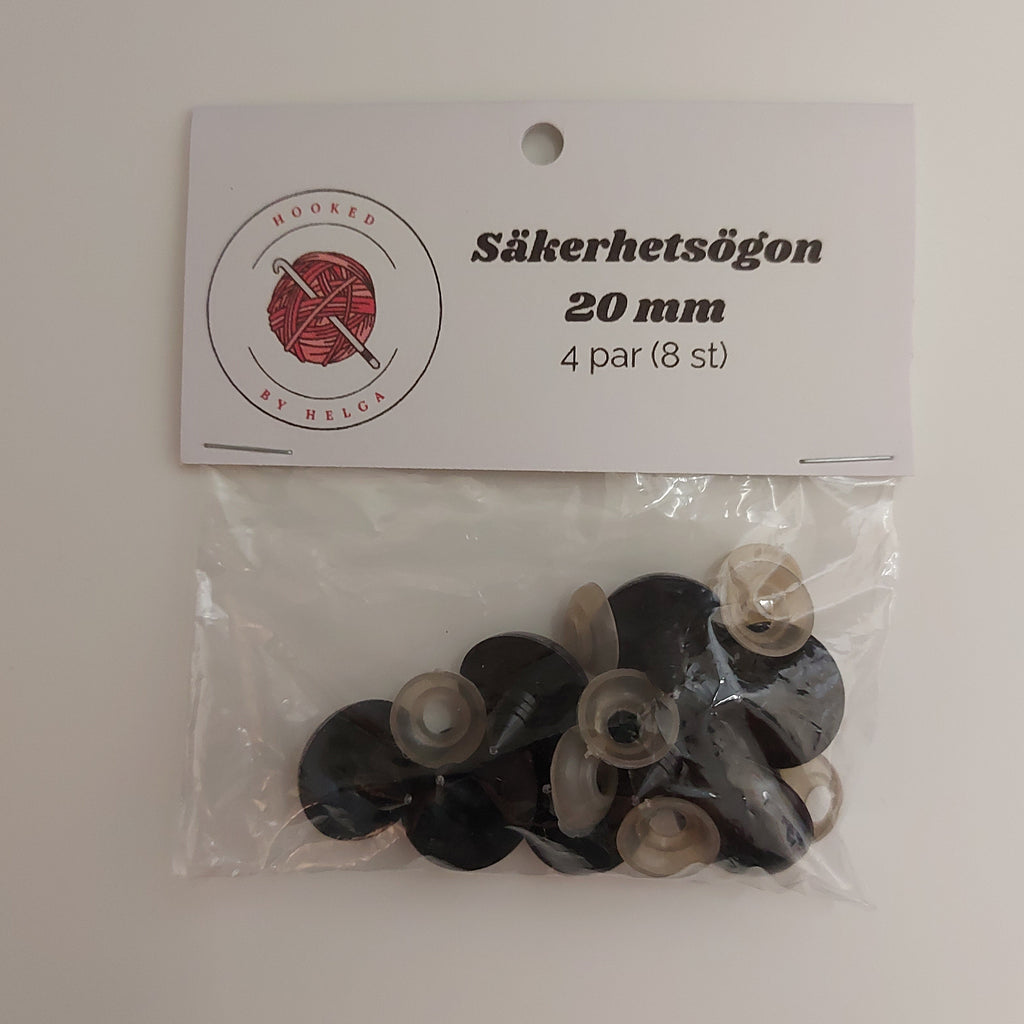 HOOKED
BY HELGA
Säkerhetsögon
20 mm
4 par (8 st)